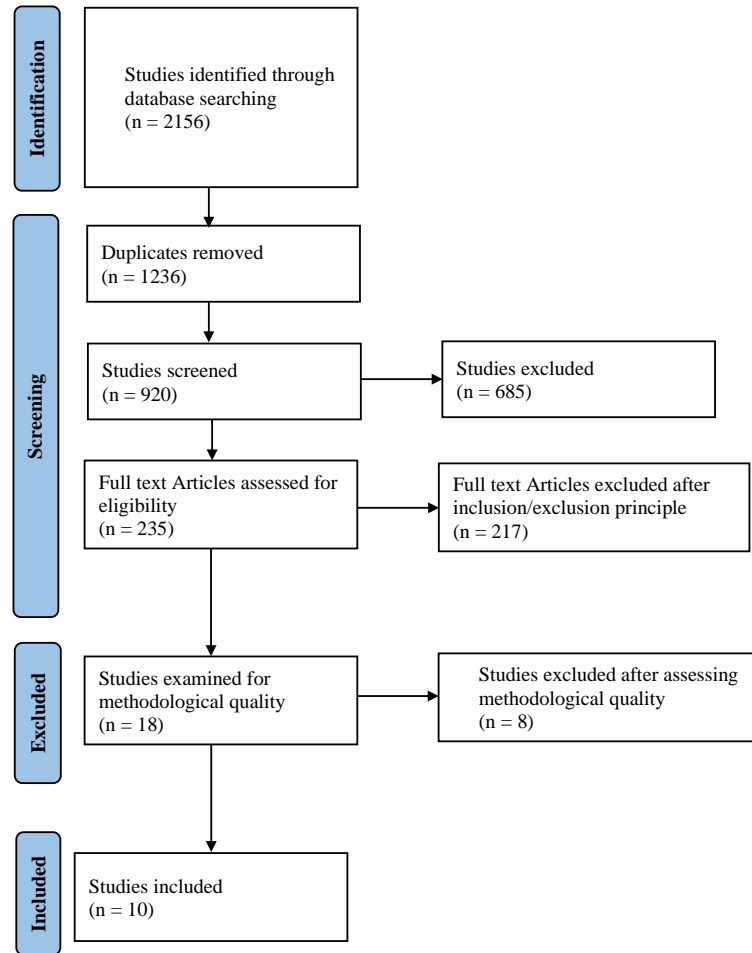 Identification
Studies identified through
database searching
(n = 2156)
Screening
Duplicates removed
(n = 1236)
Studies screened
(n = 920)
Studies excluded
(n = 685)
Full text Articles assessed for
eligibility
(n = 235)
Full text Articles excluded after
inclusion/exclusion principle
(n = 217)
Excluded
Studies examined for
methodological quality
(n = 18)
Studies excluded after assessing
methodological quality
(n = 8)
Included
Studies included
(n = 10)